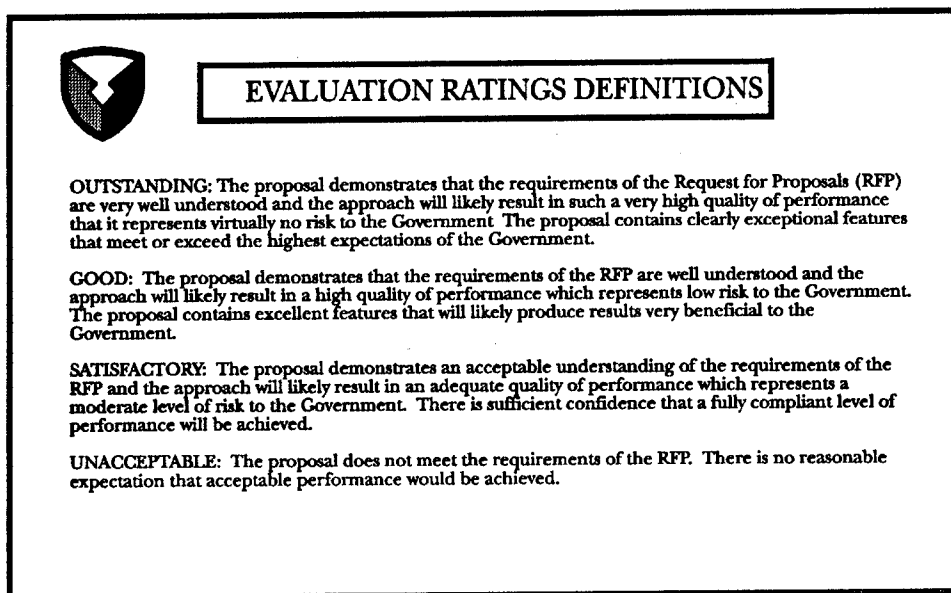 EVALUATION RATINGS DEFINITIONS
OUTSTANDING: The proposal demonstrates that the requirements of the Request for Proposals (RFP)
are very well understood and the approach will likely result in such a very high quality of performance
that it represents virtually no risk to the Government  The proposal contains clearly exceptional features
that meet or exceed the highest expectations of the Government.
GOOD:  The proposal demonstrates that the requirements of the RFP are well understood and the
approach will likely result in a high quality of performance which represents low risk to the Government.
The proposal contains excellent features that will likely produce results very beneficial to the
Government.
SATISFACTORY:  The proposal demonstrates an acceptable understanding of the requirements of the
RFP and the approach will likely result in an adequate quality of performance which represents a
moderate level of risk to the Government.  There is sufficient confidence that a fully compliant level of
performance will be achieved.
UNACCEPTABLE:  The proposal does not meet the requirements of the RFP.  There is no reasonable
expectation that acceptable performance would be achieved.